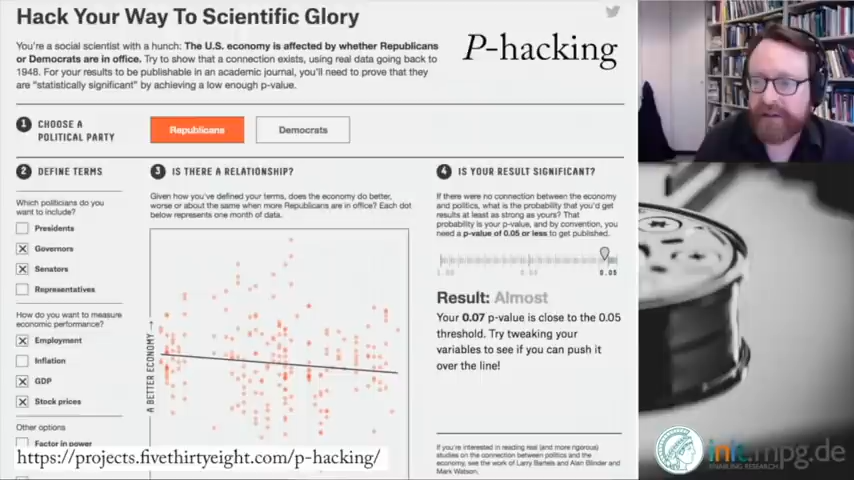 Hack Your Way To Scientific Glory
You're a social scientist with a hunch: The U.S. economy is affected by whether Republicans
or Democrats are in office. Try to show that a connection exists, using real data going back to
1948. For your results to be publishable in an academic journal, you'll need to prove that they
are "statistically significant" by achieving a low enough p-value.
P-hacking
1 CHOOSE A
POLITICAL PARTY
Republicans
Democrats
2 DEFINE TERMS
Which politicians do you
want to include?
Presidents
Governors
Senators
Representatives
How do you want to measure
economic performance?
Employment
Inflation
GDP
Stock prices
Other options
Factor in power
3 IS THERE A RELATIONSHIP?
Given how you've defined your terms, does the economy do better,
worse or about the same when more Republicans are in office? Each dot
below represents one month of data.
A BETTER ECONOMY →
4 IS YOUR RESULT SIGNIFICANT?
If there were no connection between the economy
and politics, what is the probability that you'd get
results at least as strong as yours? That
probability is your p-value, and by convention, you
need a p-value of 0.05 or less to get published.
1.00
0.05
Result: Almost
Your 0.07 p-value is close to the 0.05
threshold. Try tweaking your
variables to see if you can push it
over the line!
If you're interested in reading real (and more rigorous)
studies on the connection between politics and the
economy, see the work of Larry Bartels and Alan Blinder and
Mark Watson.
https://projects.fivethirtyeight.com/p-hacking/
init.mpg.de
ENABLING RESEARCH